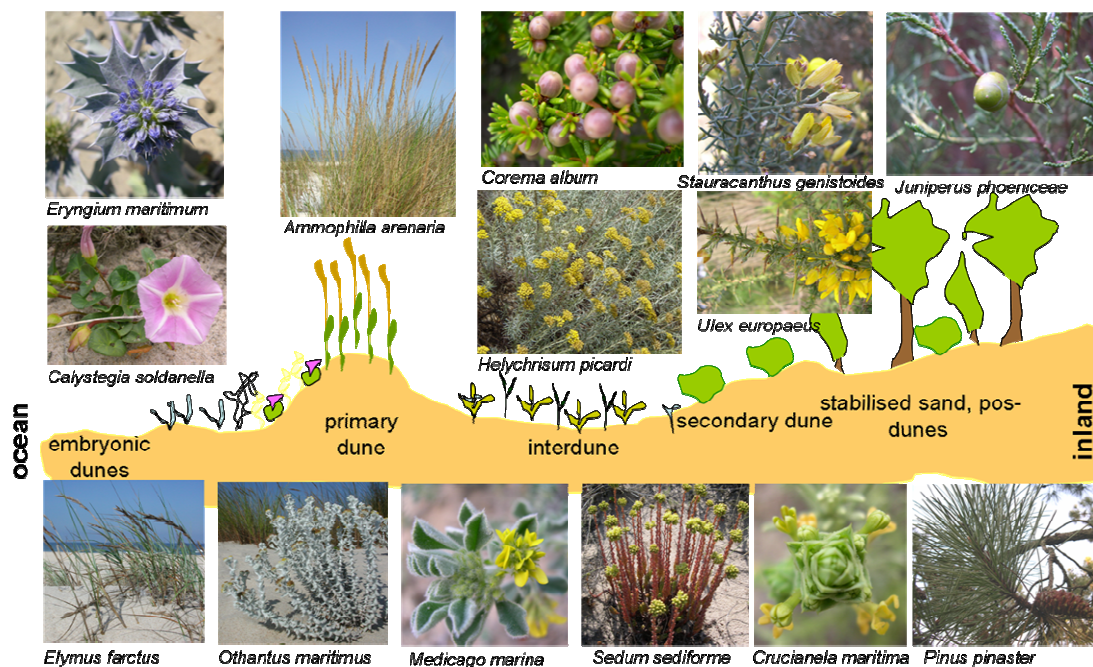 Eryngium maritimum
Ammophilla arenaria
Corema album
Stauracanthus genistoides
Juniperus phoeniceae
Calystegia soldanella
Helychrisum picardi
Ulex europaeus
ocean
embryonic
dunes
primary
dune
interdune
secondary dune
stabilised sand, pos-
dunes
inland
Elymus farctus
Othantus maritimus
Medicago marina
Sedum sediforme
Crucianela maritima
Pinus pinaster